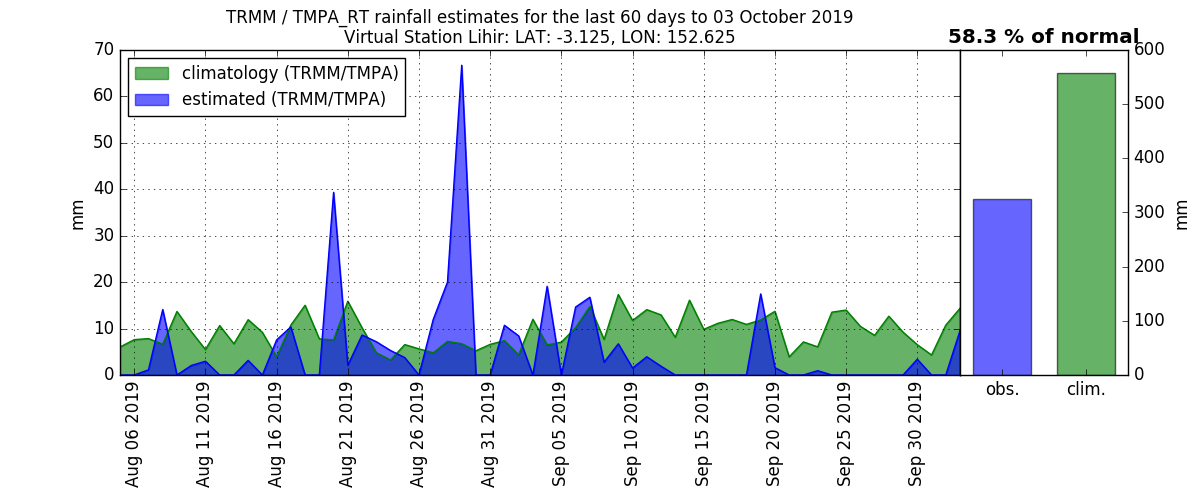 TRMM / TMPA_RT rainfall estimates for the last 60 days to 03 October 2019
Virtual Station Lihir: LAT: -3.125, LON: 152.625
58.3 % of normal
climatology (TRMM/TMPA)
estimated (TRMM/TMPA)
70
60
50
40
30
20
10
0
mm
Aug 06 2019
Aug 11 2019
Aug 16 2019
Aug 21 2019
Aug 26 2019
Aug 31 2019
Sep 05 2019
Sep 10 2019
Sep 15 2019
Sep 20 2019
Sep 25 2019
Sep 30 2019
obs.
clim.
600
500
400
300
200
100
0
mm